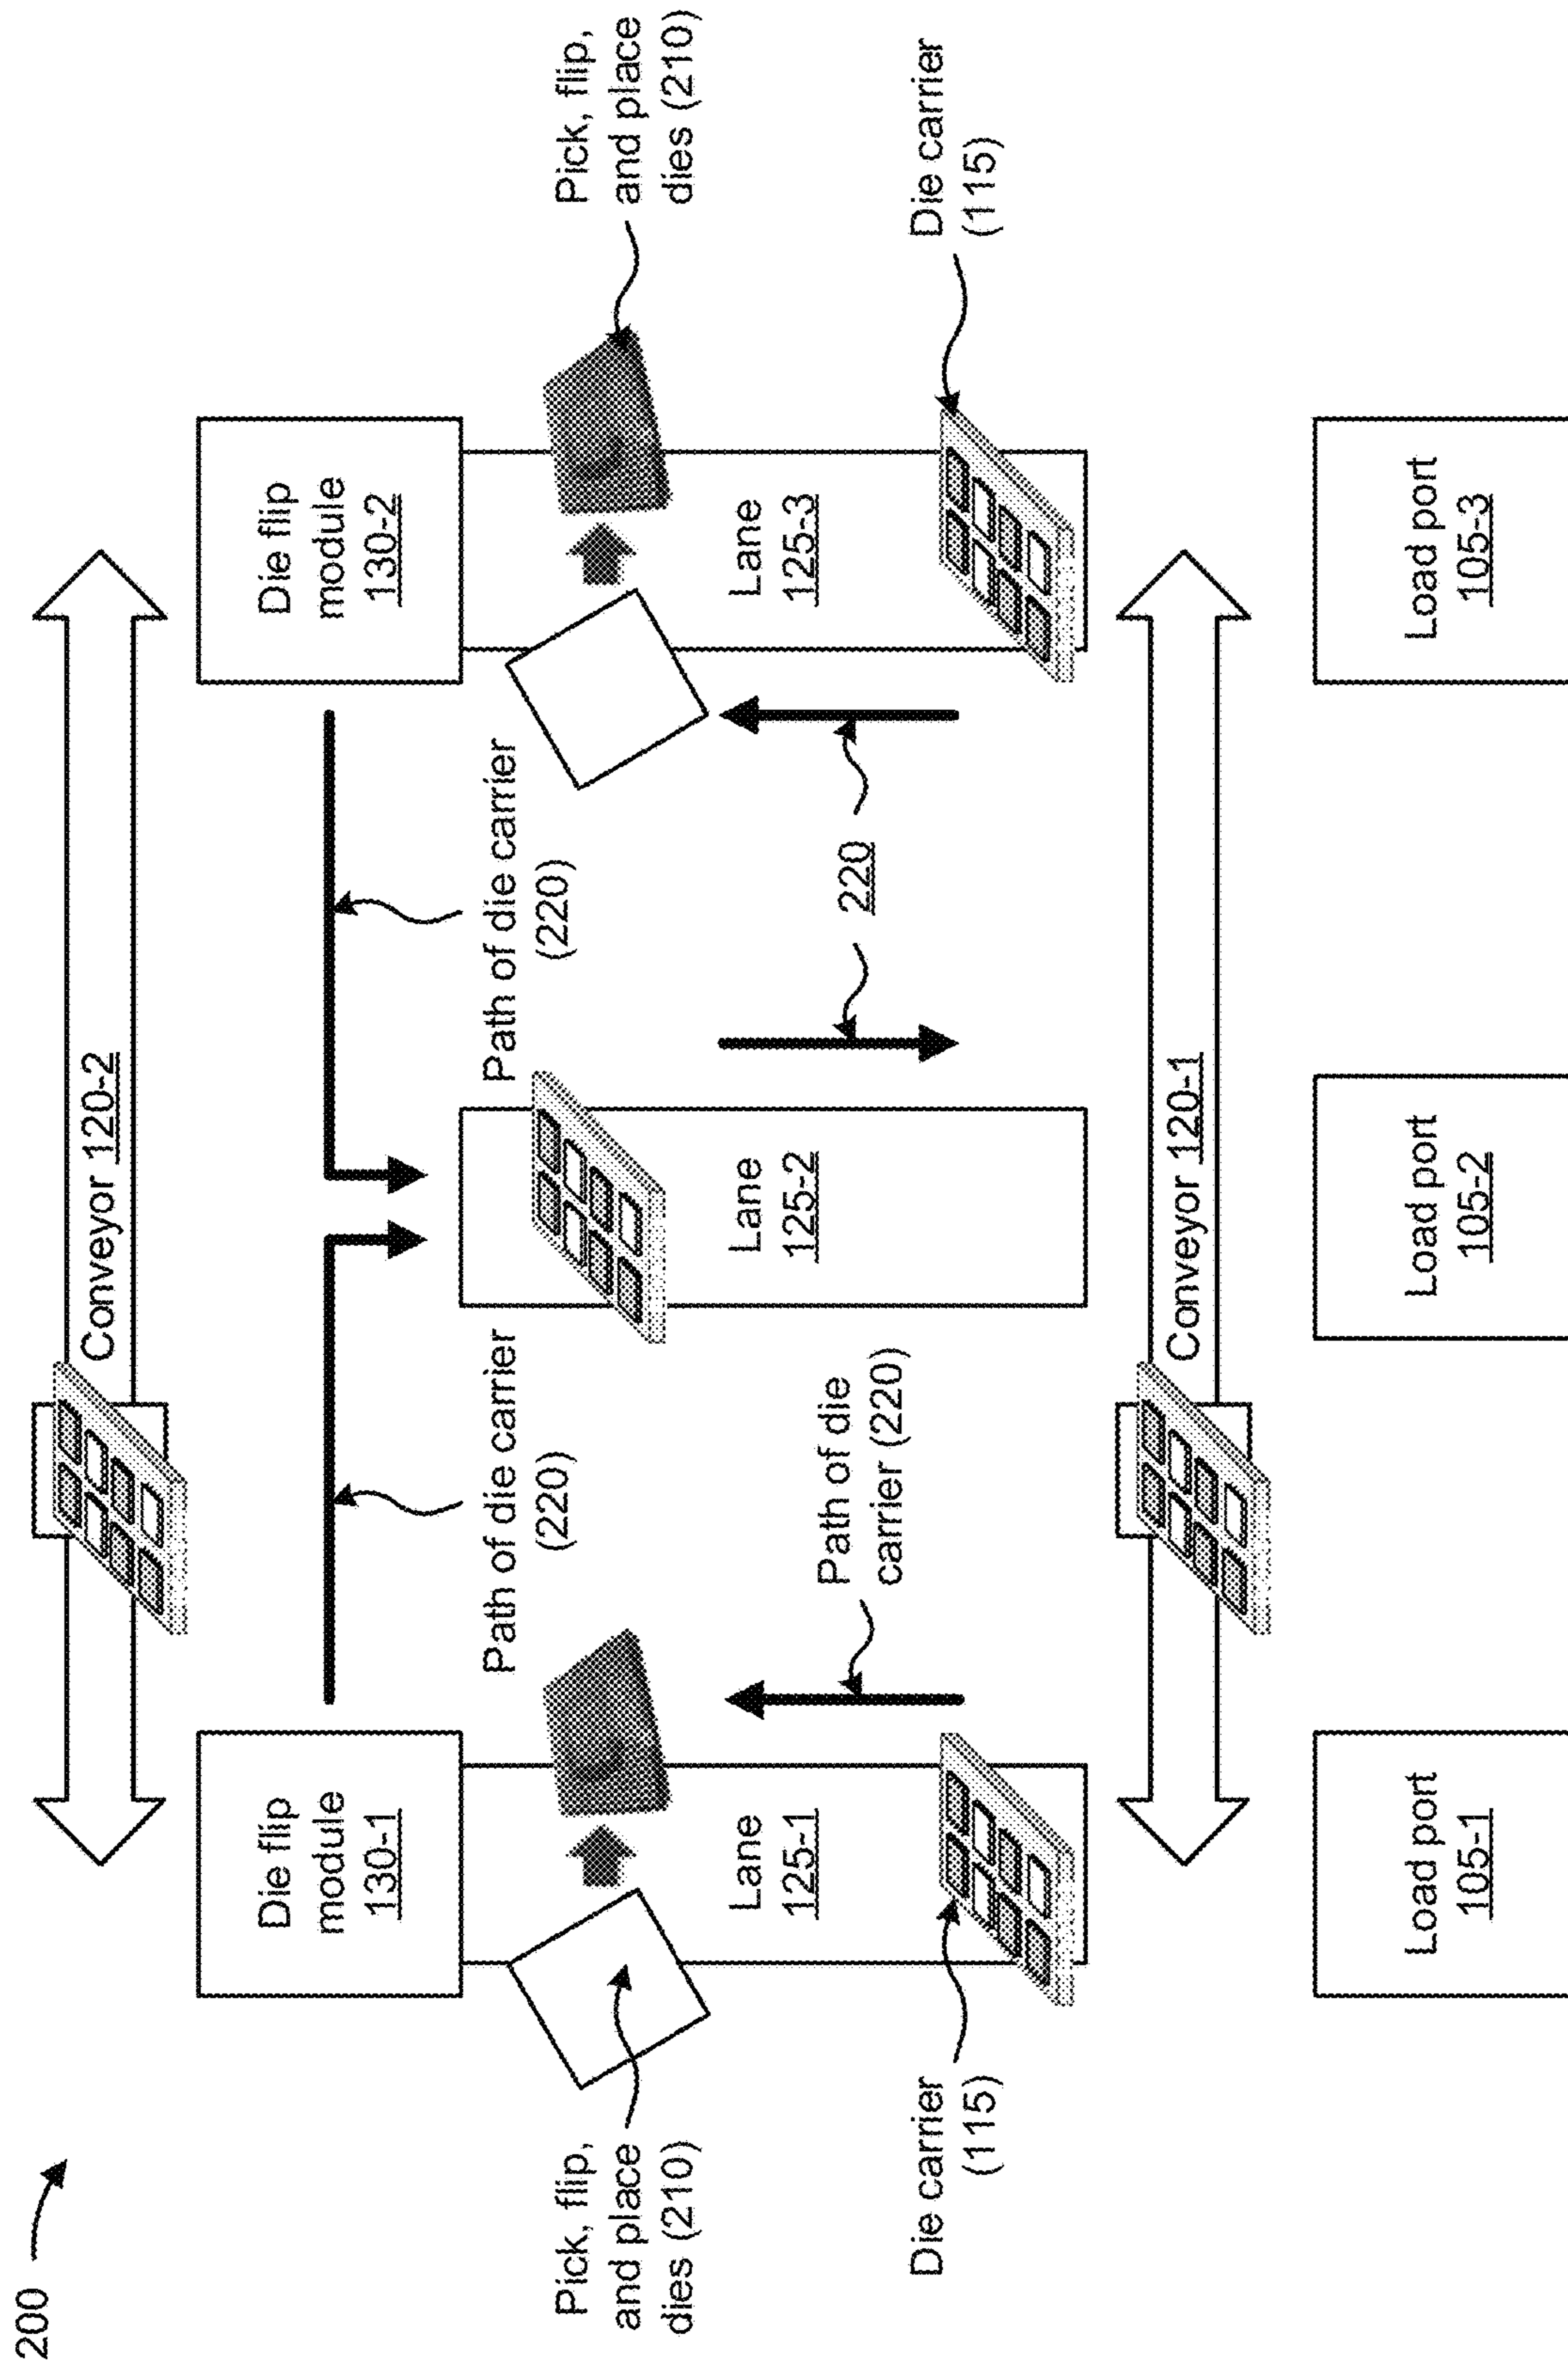 200
Conveyor 120-2
Die flip
module
130-1
Die flip
module
130-2
Pick, flip,
and place
dies (210)
Path of die carrier
(220)
Path of die carrier
(220)
Pick, flip,
and place
dies (210)
Lane
125-1
Lane
125-2
Lane
125-3
Path of die
carrier (220)
220
Die carrier
(115)
Die carrier
(115)
Conveyor 120-1
Load port
105-1
Load port
105-2
Load port
105-3